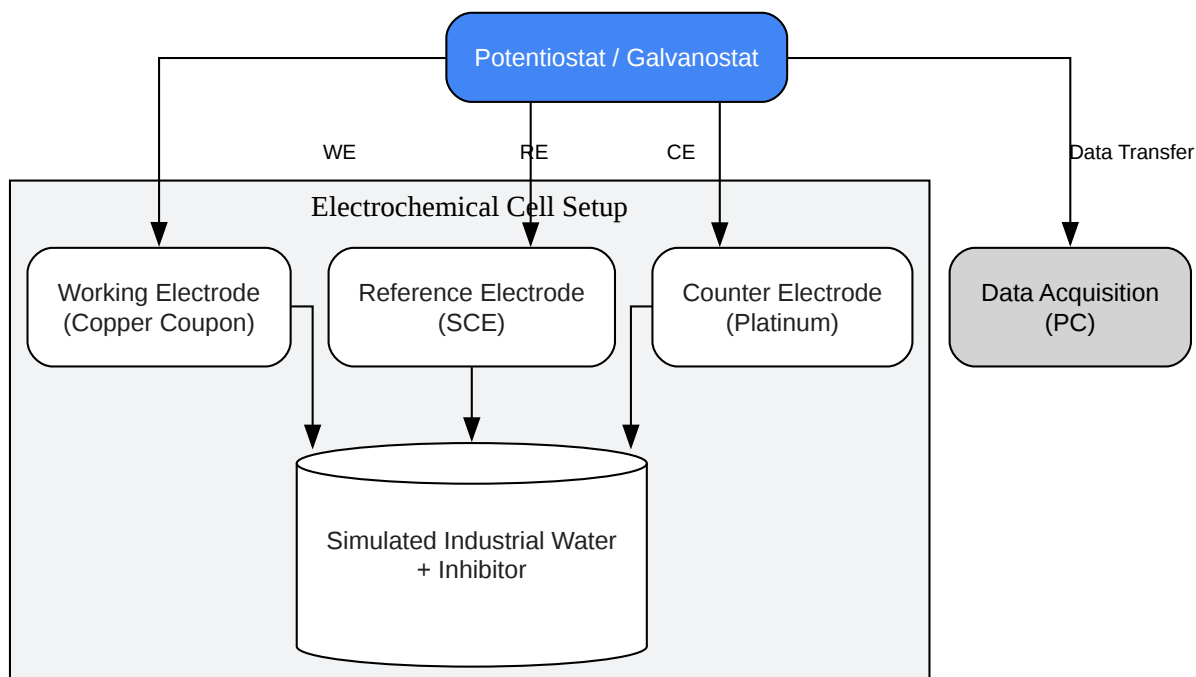 Potentiostat / Galvanostat
WE
RE
CE
Data Transfer
Electrochemical Cell Setup
Working Electrode
(Copper Coupon)
Reference Electrode
(SCE)
Counter Electrode
(Platinum)
Data Acquisition
(PC)
Simulated Industrial Water
+ Inhibitor